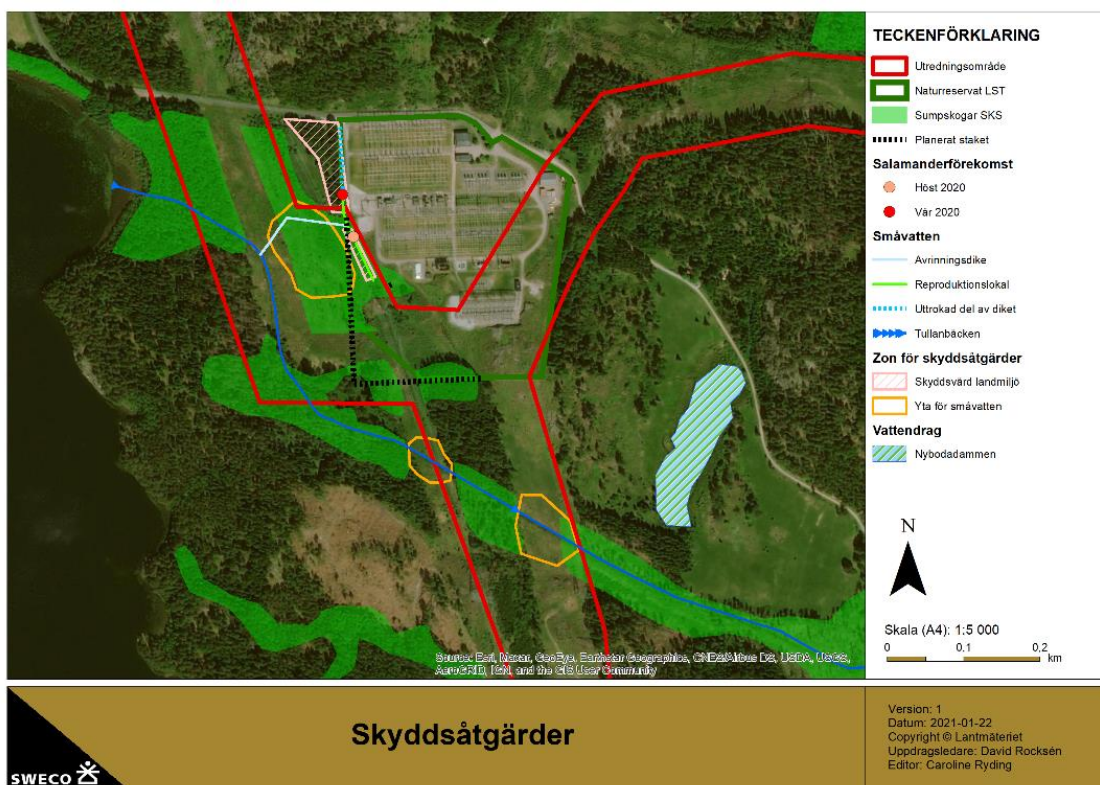 TECKENFÖRKLARING
Utredningsområde
Naturreservat LST
Sumpskogar SKS
Planerat staket
Salamanderförekomst
Höst 2020
Vår 2020
Småvatten
Avrinningsdike
Reproduktionslokal
Uttrokad del av diket
Tullanbäcken
Zon för skyddsåtgärder
Skyddsvärd landmiljö
Yta för småvatten
Vattendrag
Nybodadammen
N
Skala (A4): 1:5 000
0 0,1 0,2
km
Source: Esri, Maxar, GeoEye, Earthstar Geographics, CNES/Airbus DS, USDA, USGS,
AeroGRID, IGN, and the GIS User Community
Skyddsåtgärder
SWECO
Version: 1
Datum: 2021-01-22
Copyright © Lantmäteriet
Uppdragsledare: David Rocksén
Editor: Caroline Ryding